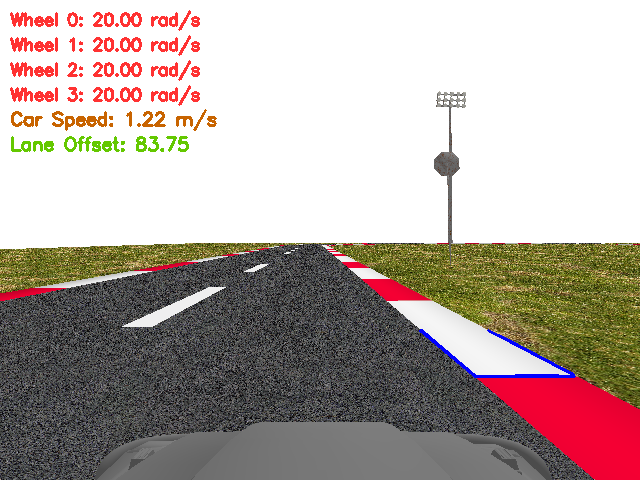 Wheel 0: 20.00 rad/s
Wheel 1: 20.00 rad/s
Wheel 2: 20.00 rad/s
Wheel 3: 20.00 rad/s
Car Speed: 1.22 m/s
Lane Offset: 83.75